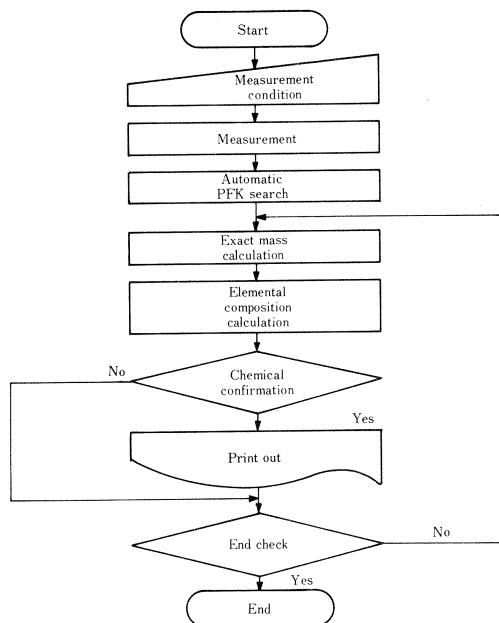 Start
Measurement
condition
Measurement
Automatic
PFK search
Exact mass
calculation
Elemental
composition
calculation
No
Chemical
confirmation
Yes
Print out
End check
No
Yes
End